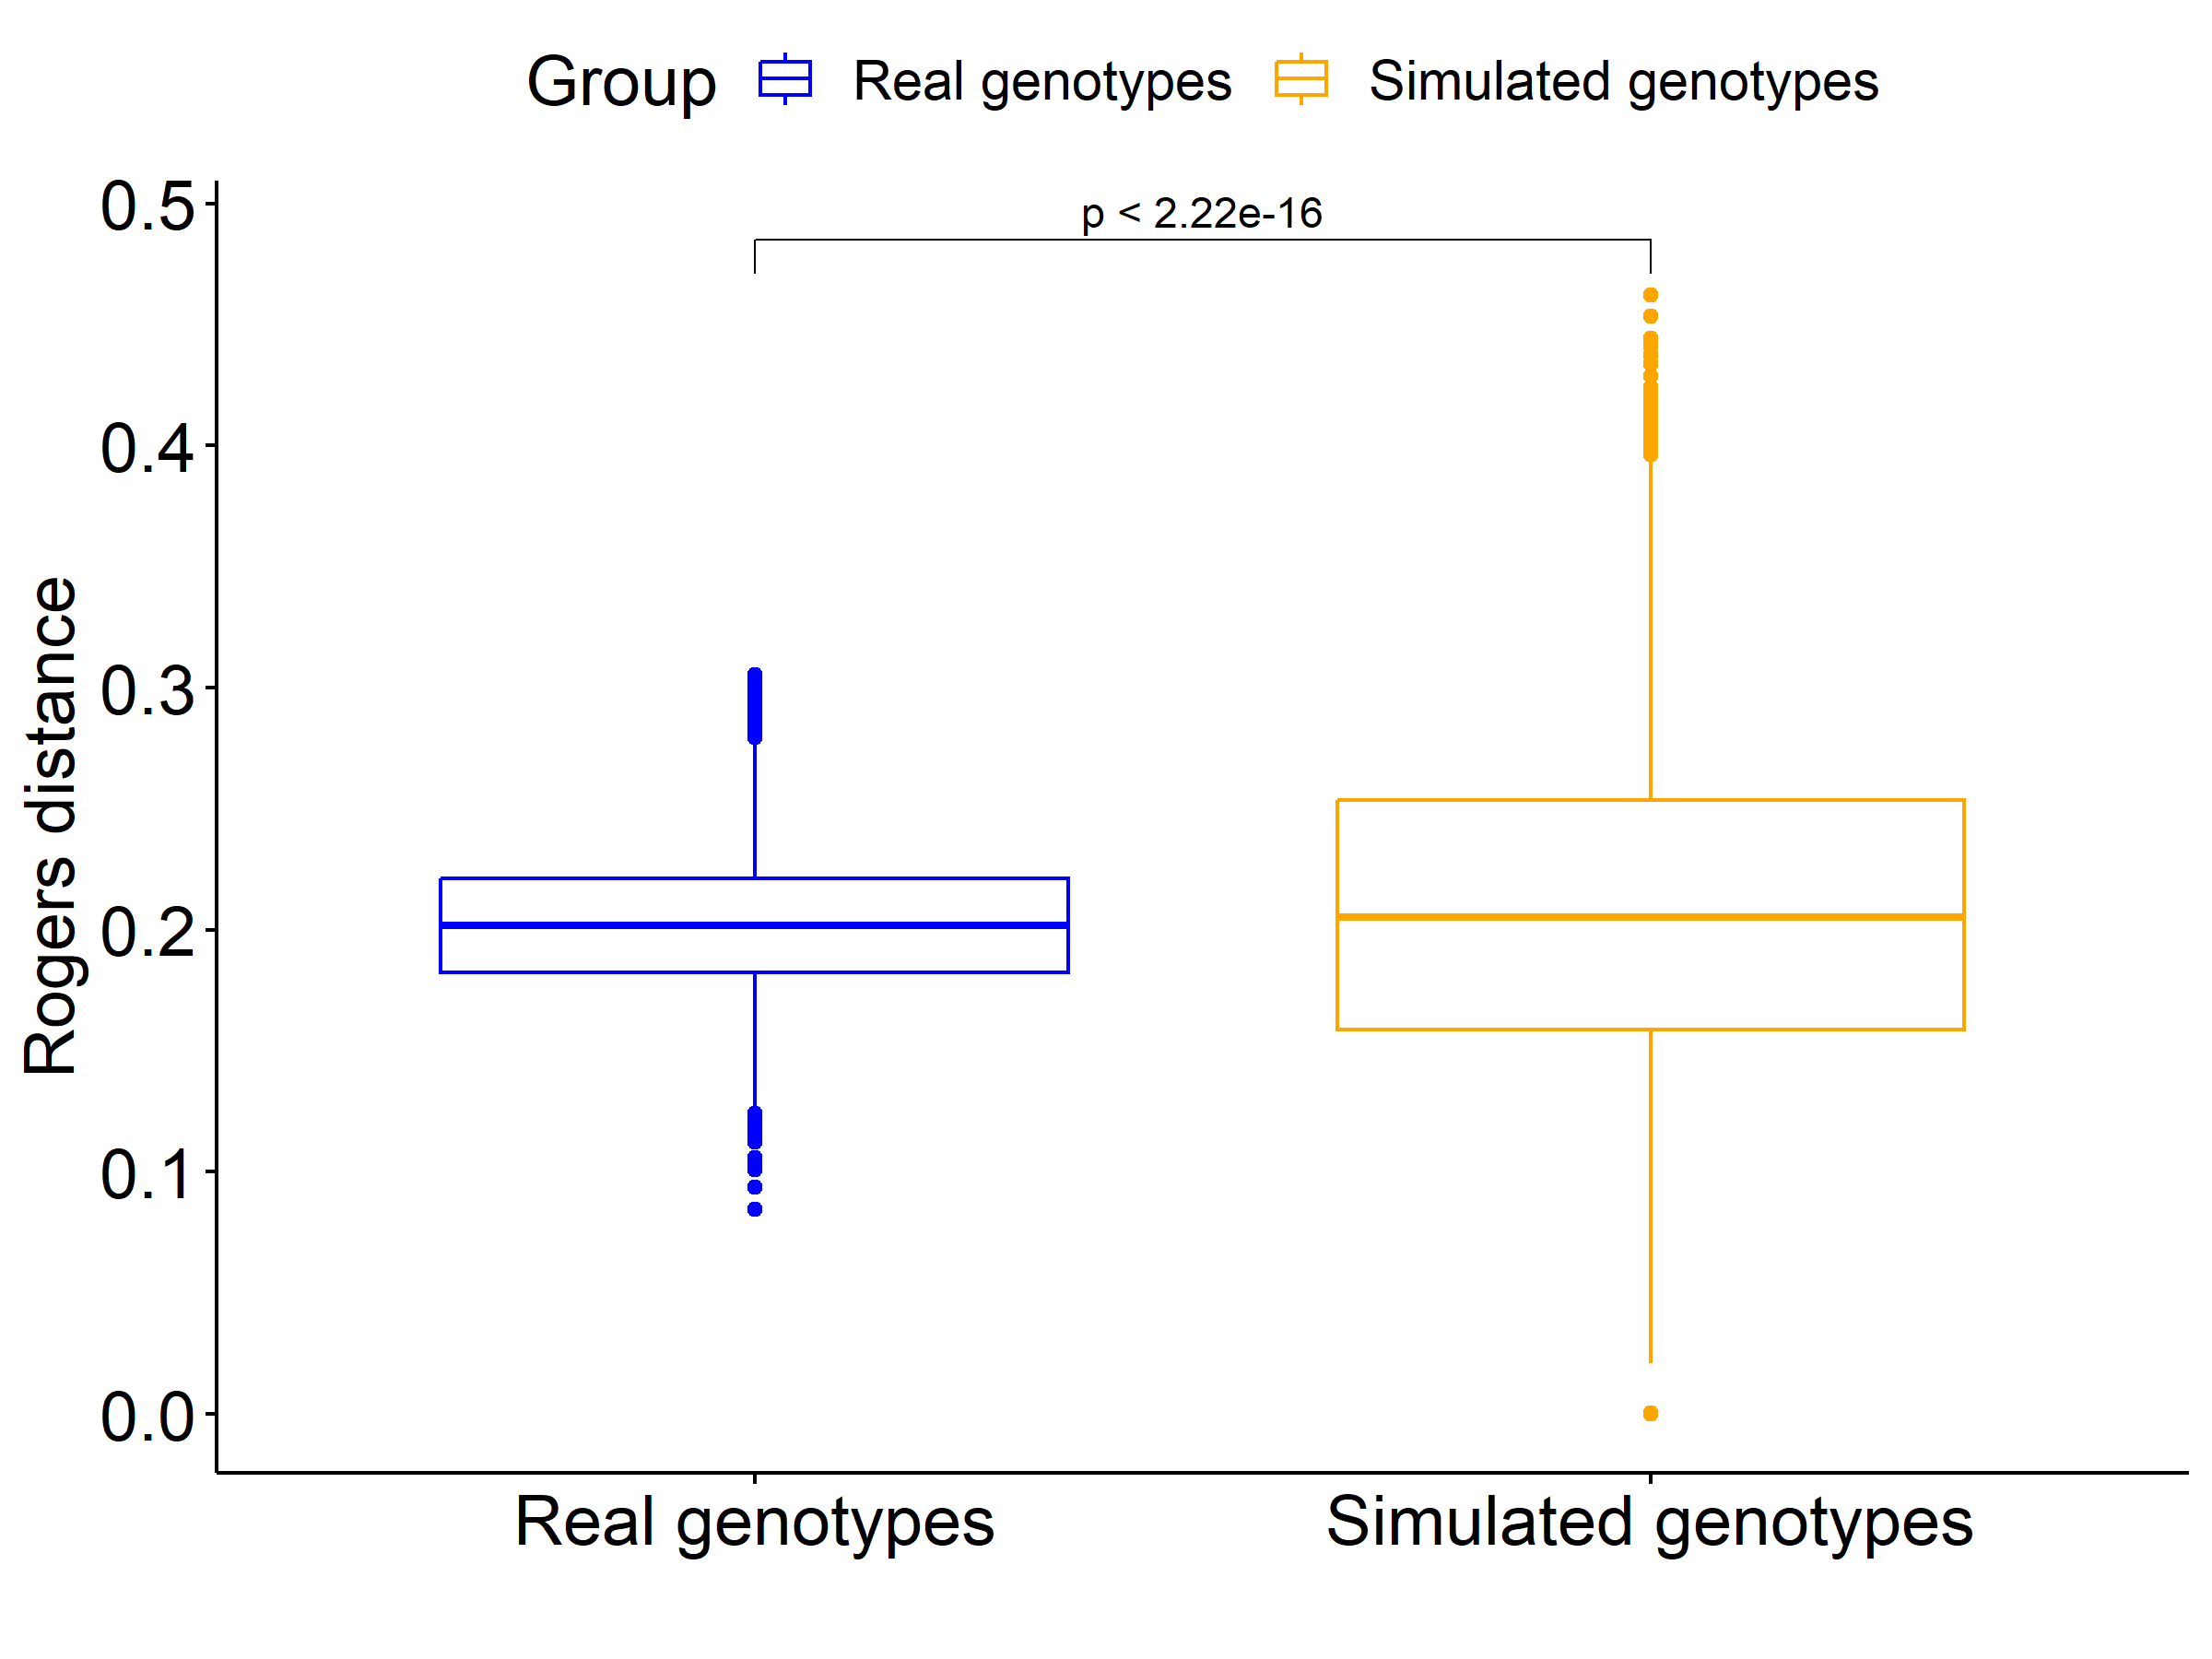 Group Real genotypes Simulated genotypes
p < 2.22e-16
Rogers distance
0.5
0.4
0.3
0.2
0.1
0.0
Real genotypes Simulated genotypes